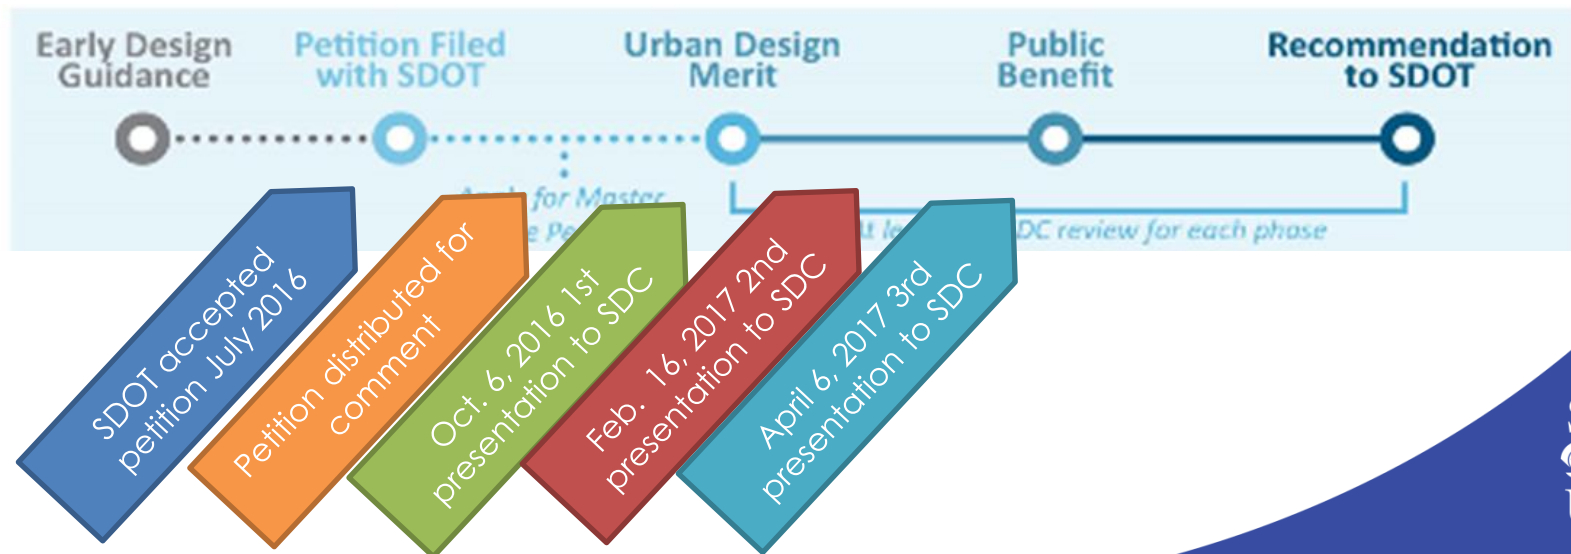 Early Design
Guidance
Petition Filed
with SDOT
Urban Design
Merit
Public
Benefit
Recommendation
to SDOT
for Master
DC review for each phase
SDOT accepted
petition July 2016
Petition distributed for
comment
Oct. 6, 2016 1st
presentation to SDC
Feb. 16, 2017 2nd
presentation to SDC
April 6, 2017 3rd
presentation to SDC